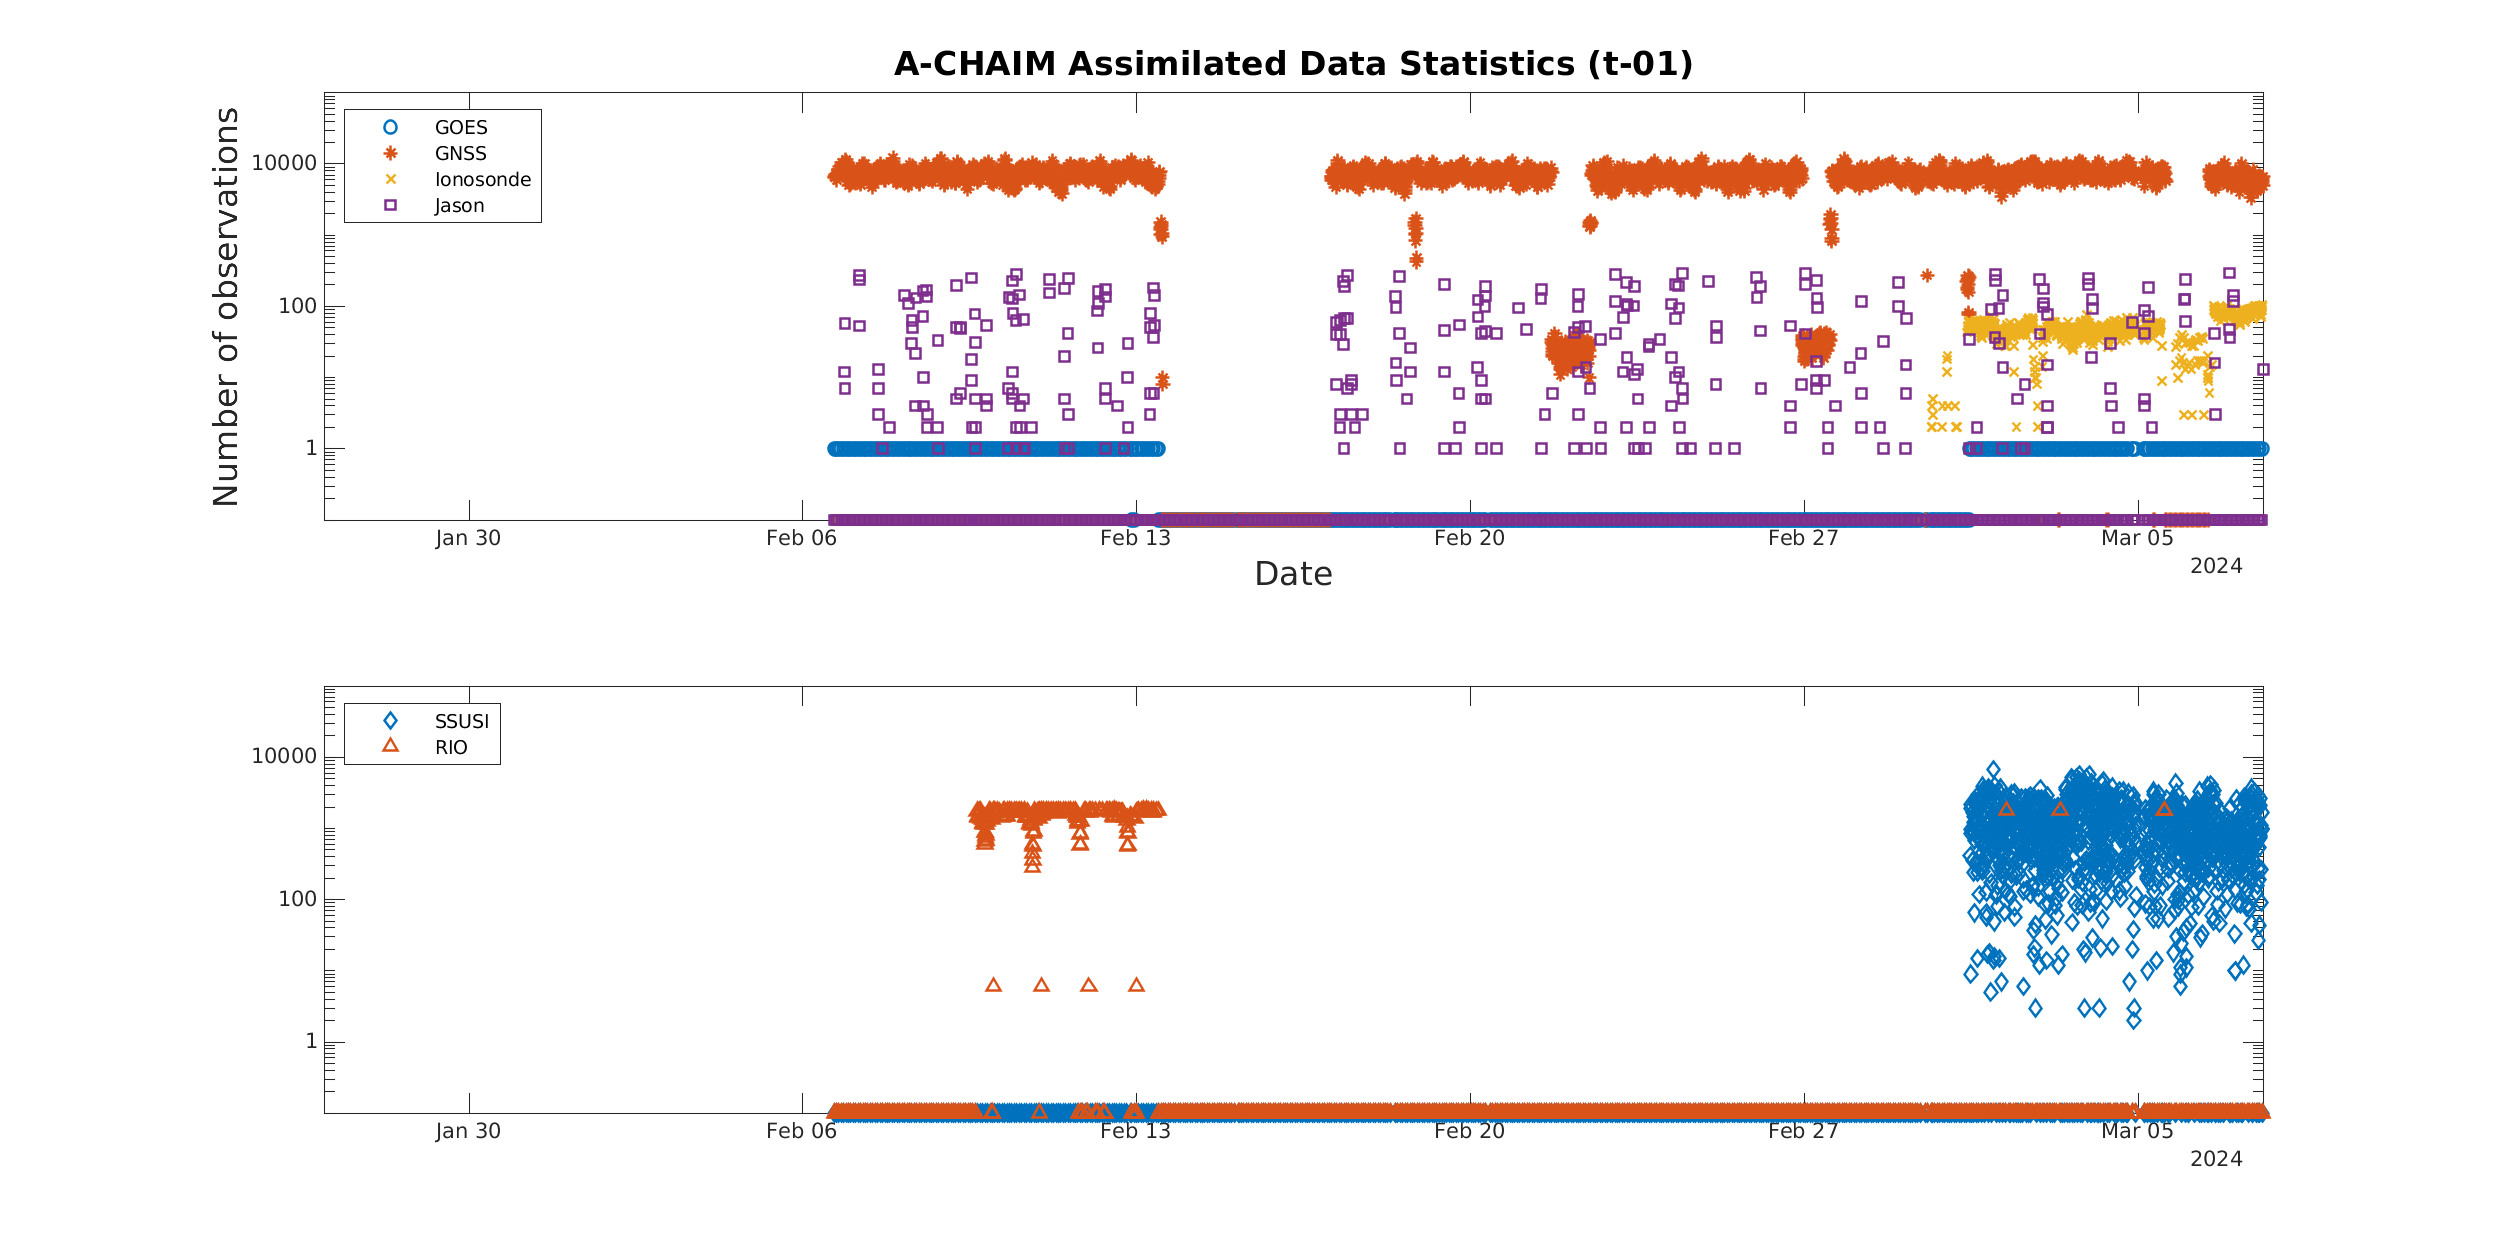 A-CHAIM Assimilated Data Statistics (t-01)
Number of observations
GOES
GNSS
Ionosonde
Jason
10000
100
1
Jan 30 Feb 06 Feb 13 Feb 20 Feb 27 Mar 05
2024
Date
SSUSI
RIO
10000
100
1
Jan 30 Feb 06 Feb 13 Feb 20 Feb 27 Mar 05
2024